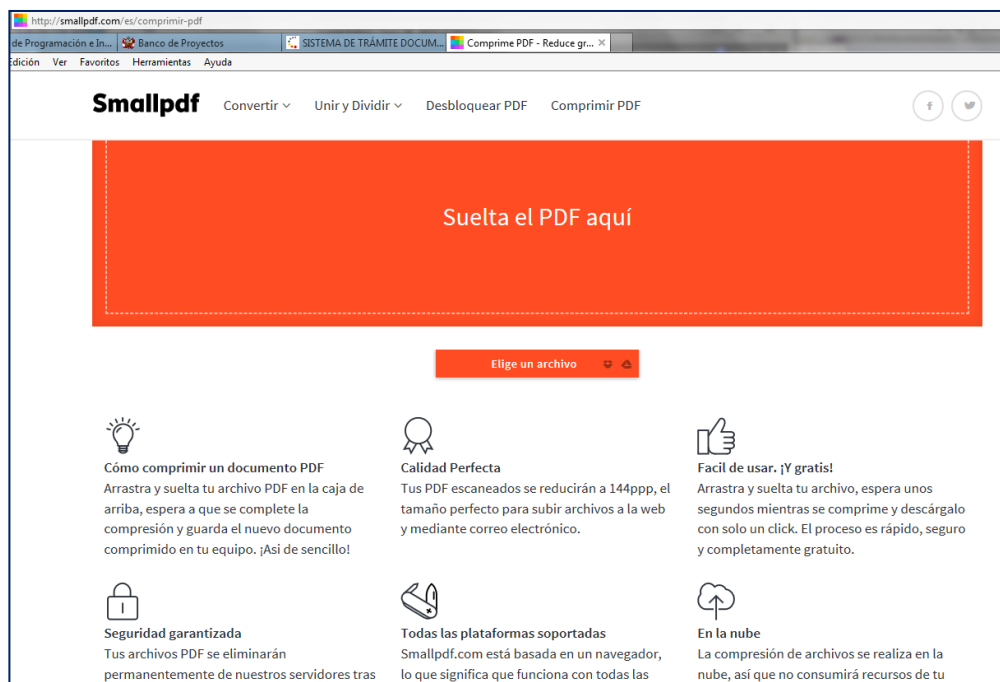 http://smallpdf.com/es/comprimir-pdf
de Programación e In... Banco de Proyectos SISTEMA DE TRÁMITE DOCUM... Comprime PDF - Reduce gr... ×
dición Ver Favoritos Herramientas Ayuda
Smallpdf Convertir Unir y Dividir Desbloquear PDF Comprimir PDF
Suelta el PDF aquí
Elige un archivo
Cómo comprimir un documento PDF
Arrastra y suelta tu archivo PDF en la caja de
arriba, espera a que se complete la
compresión y guarda el nuevo documento
comprimido en tu equipo. ¡Asi de sencillo!
Calidad Perfecta
Tus PDF escaneados se reducirán a 144ppp, el
tamaño perfecto para subir archivos a la web
y mediante correo electrónico.
Facil de usar. ¡Y gratis!
Arrastra y suelta tu archivo, espera unos
segundos mientras se comprime y descárgalo
con solo un click. El proceso es rápido, seguro
y completamente gratuito.
Seguridad garantizada
Tus archivos PDF se eliminarán
permanentemente de nuestros servidores tras
Todas las plataformas soportadas
Smallpdf.com está basada en un navegador,
lo que significa que funciona con todas las
En la nube
La compresión de archivos se realiza en la
nube, así que no consumirá recursos de tu